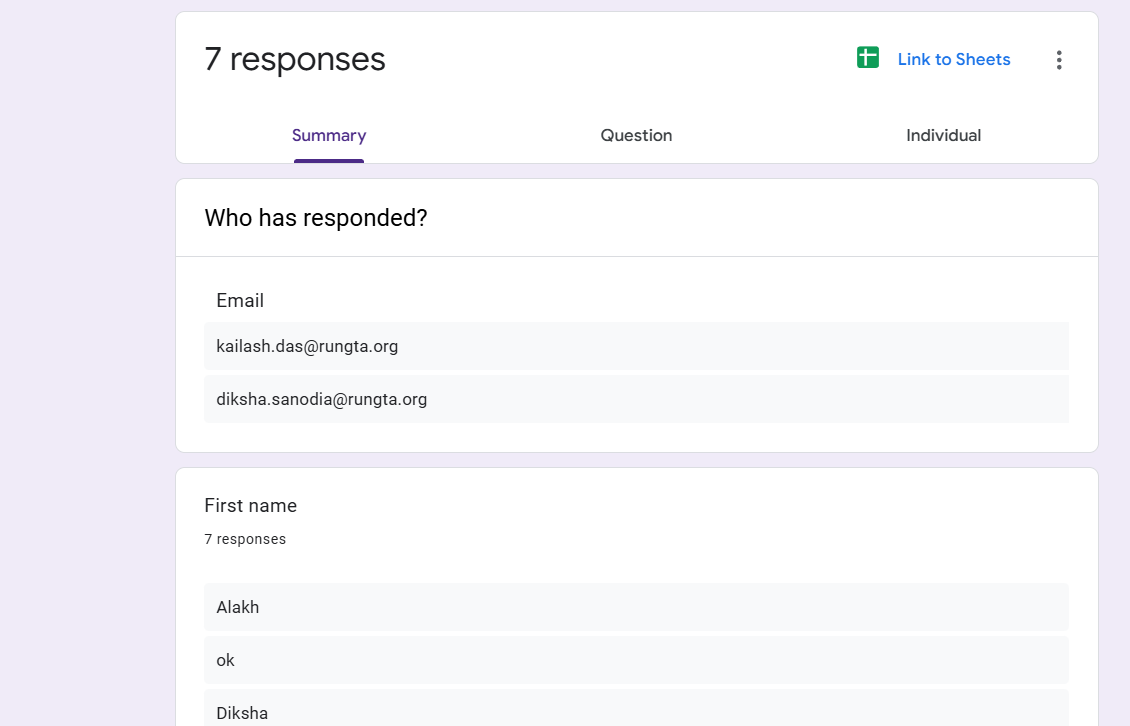 7 responses
Link to Sheets
Summary
Question
Individual
Who has responded?
Email
kailash.das@rungta.org
diksha.sanodia@rungta.org
First name
7 responses
Alakh
ok
Diksha